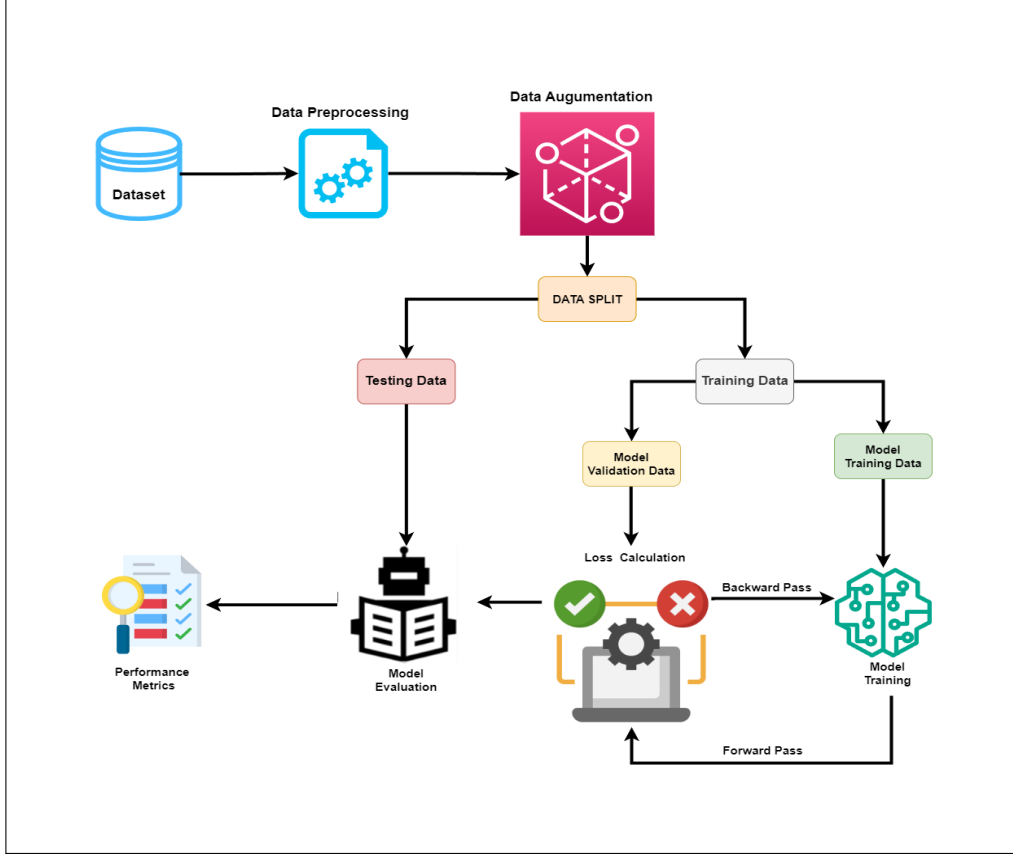 Data Augumentation
Data Preprocessing
Dataset
DATA SPLIT
Testing Data
Training Data
Model
Validation Data
Model
Training Data
Loss Calculation
Backward Pass
Performance
Metrics
Model
Evaluation
Model
Training
Forward Pass